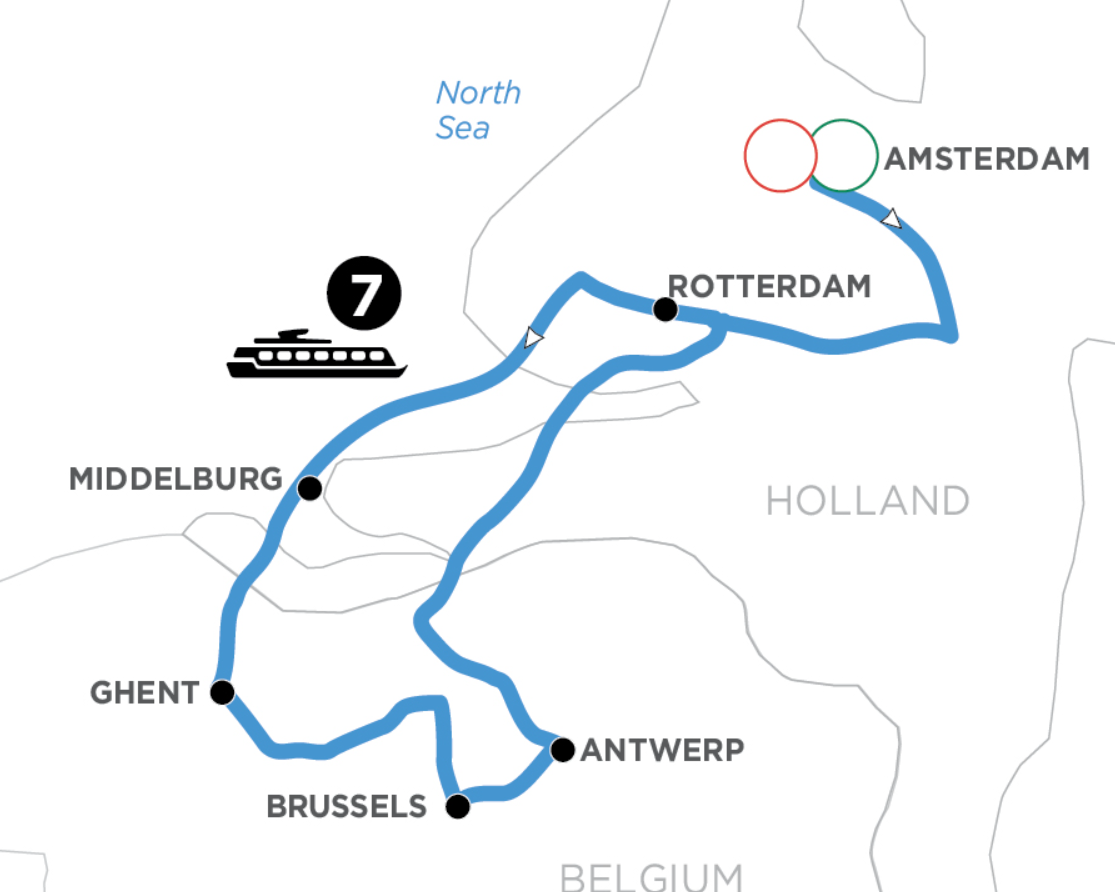 North
Sea
AMSTERDAM
ROTTERDAM
7
MIDDELBURG
HOLLAND
GHENT
ANTWERP
BRUSSELS
BELGIUM